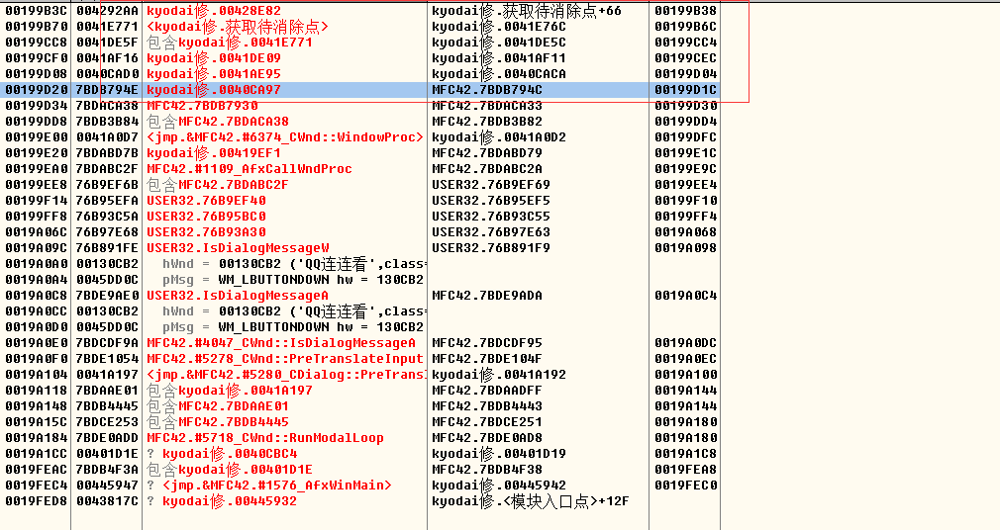 00199B3C 004292AA kyodai修.00428E82 kyodai修.获取待消除点+66 00199B38
00199B70 0041E771 <kyodai修.获取待消除点> kyodai修.0041E76C 00199B6C
00199CC8 0041DE5F 包含kyodai修.0041E771 kyodai修.0041DE5C 00199CC4
00199CF0 0041AF16 kyodai修.0041DE09 kyodai修.0041AF11 00199CEC
00199D08 0040CAD0 kyodai修.0041AE95 kyodai修.0040CACA 00199D04
00199D20 7BDB794E kyodai修.0040CA97 MFC42.7BDB794C 00199D1C
00199D34 7BDACA38 MFC42.7BDB7930 MFC42.7BDACA33 00199D30
00199DD8 7BDB3B84 包含MFC42.7BDACA38 MFC42.7BDB3B82 00199DD4
00199E00 0041A0D7 <jmp.&MFC42.#6374_CWnd::WindowProc> kyodai修.0041A0D2 00199DFC
00199E20 7BDABD7B kyodai修.00419EF1 MFC42.7BDABD79 00199E1C
00199EA0 7BDABC2F MFC42.#1109_AfxCallWndProc MFC42.7BDABC2A 00199E9C
00199EE8 76B9EF6B 包含MFC42.7BDABC2F USER32.76B9EF69 00199EE4
00199F14 76B95EFA USER32.76B9EF40 USER32.76B95EF5 00199F10
00199FF8 76B93C5A USER32.76B95BC0 USER32.76B93C55 00199FF4
0019A06C 76B97E68 USER32.76B93A30 USER32.76B97E63 0019A068
0019A09C 76B891FE USER32.IsDialogMessageW USER32.76B891F9 0019A098
0019A0A0 00130CB2 hWnd = 00130CB2 ('QQ连连看',class=
0019A0A4 0045DD0C pMsg = WM_LBUTTONDOWN hw = 130CB2
0019A0C8 7BDE9AE0 USER32.IsDialogMessageA MFC42.7BDE9ADA 0019A0C4
0019A0CC 00130CB2 hWnd = 00130CB2 ('QQ连连看',class=
0019A0D0 0045DD0C pMsg = WM_LBUTTONDOWN hw = 130CB2
0019A0E0 7BDCDF9A MFC42.#4047_CWnd::IsDialogMessageA MFC42.7BDCDF95 0019A0DC
0019A0F0 7BDE1054 MFC42.#5278_CWnd::PreTranslateInput MFC42.7BDE104F 0019A0EC
0019A104 0041A197 <jmp.&MFC42.#5280_CDialog::PreTransl kyodai修.0041A192 0019A100
0019A118 7BDAAE01 包含kyodai修.0041A197 MFC42.7BDAADFF 0019A144
0019A148 7BDB4445 包含MFC42.7BDAAE01 MFC42.7BDB4443 0019A144
0019A15C 7BDCE253 包含MFC42.7BDB4445 MFC42.7BDCE251 0019A180
0019A184 7BDE0ADD MFC42.#5718_CWnd::RunModalLoop MFC42.7BDE0AD8 0019A180
0019A1CC 00401D1E ? kyodai修.0040CBC4 kyodai修.00401D19 0019A1C8
0019FEAC 7BDB4F3A 包含kyodai修.00401D1E MFC42.7BDB4F38 0019FEA8
0019FEC4 00445947 ? <jmp.&MFC42.#1576_AfxWinMain> kyodai修.00445942 0019FEC0
0019FED8 0043817C ? kyodai修.00445932 kyodai修.<模块入口点>+12F